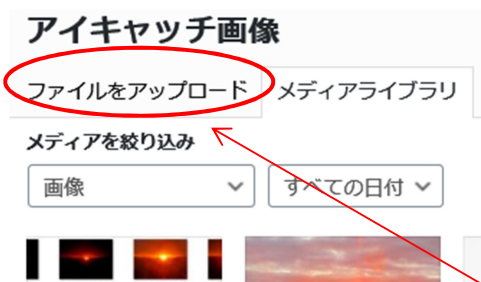 アイキャッチ画像
ファイルをアップロード メディアライブラリ
メディアを絞り込み
画像 すべての日付